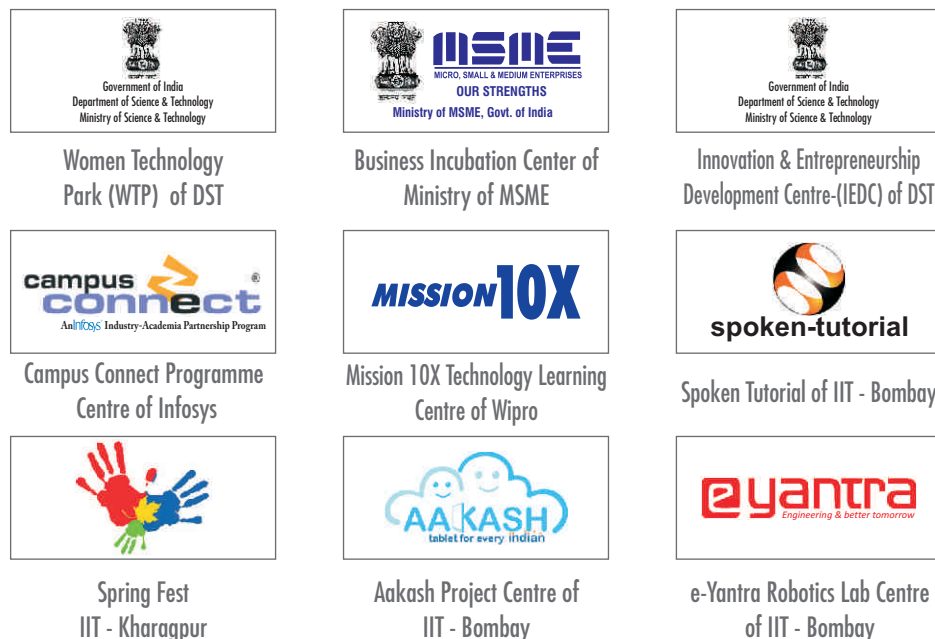 Government of India
Department of Science & Technology
Ministry of Science & Technology
Women Technology
Park (WTP) of DST
MSME
MICRO, SMALL & MEDIUM ENTERPRISES
OUR STRENGTHS
Ministry of MSME, Govt. of India
Business Incubation Center of
Ministry of MSME
Government of India
Department of Science & Technology
Ministry of Science & Technology
Innovation & Entrepreneurship
Development Centre-(IEDC) of DST
campus
connect ®
An Infosys Industry-Academia Partnership Program
Campus Connect Programme
Centre of Infosys
MISSION10X
Mission 10X Technology Learning
Centre of Wipro
spoken-tutorial
Spoken Tutorial of IIT - Bombay
Spring Fest
IIT - Kharagpur
AAKASH
tablet for every indian
Aakash Project Centre of
IIT - Bombay
e yantra
Engineering & better tomorrow
e-Yantra Robotics Lab Centre
of IIT - Bombay